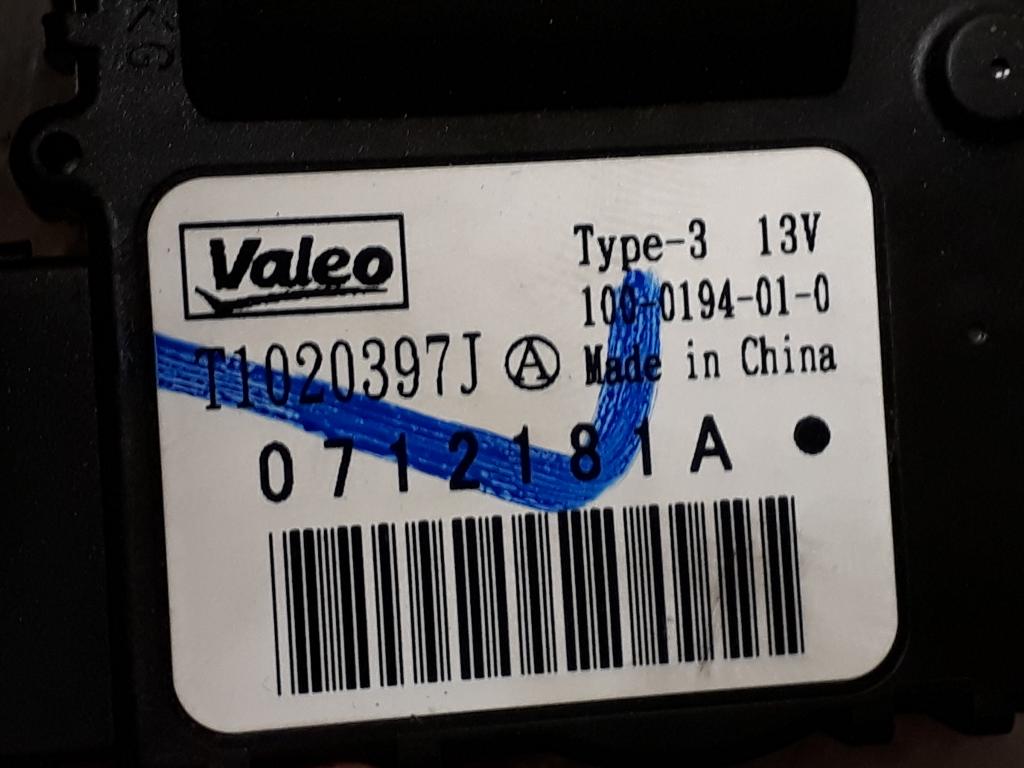 Valeo
Type-3 13V
100-0194-01-0
T1020397J Ⓐ Made in China
0712181A